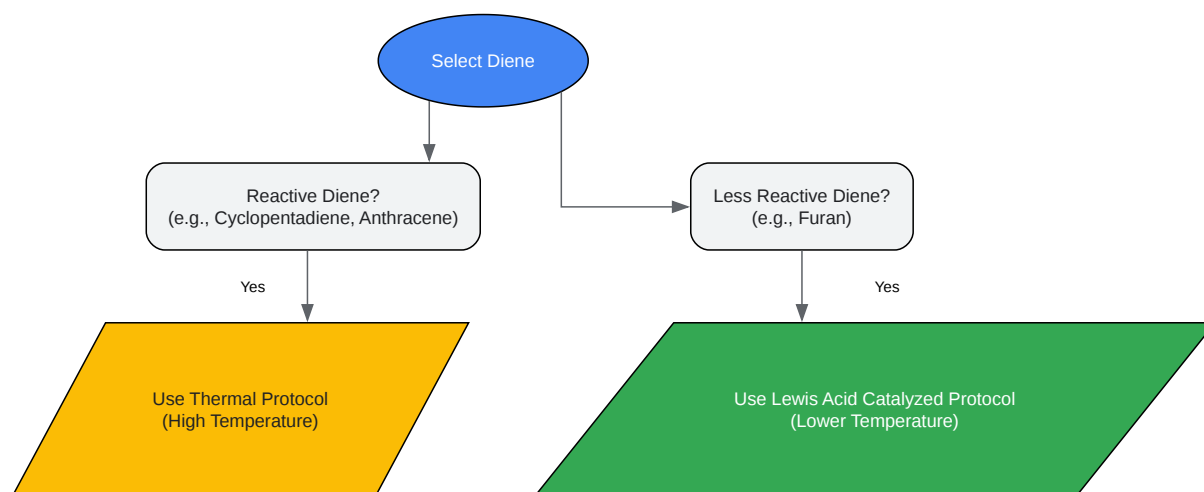 Select Diene
Reactive Diene?
(e.g., Cyclopentadiene, Anthracene)
Less Reactive Diene?
(e.g., Furan)
Yes
Yes
Use Thermal Protocol
(High Temperature)
Use Lewis Acid Catalyzed Protocol
(Lower Temperature)